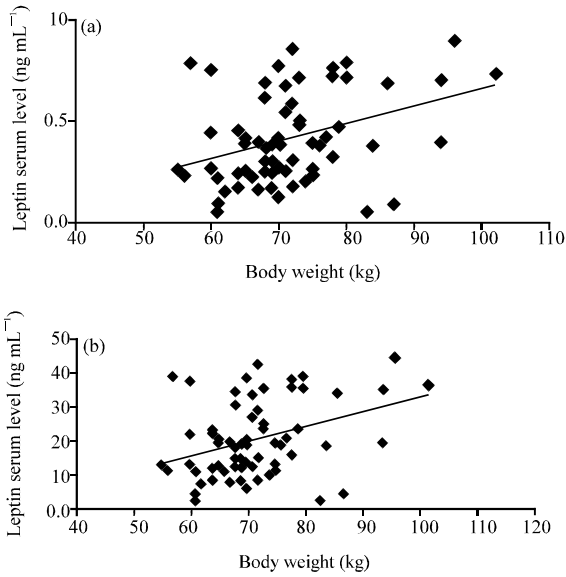 (a)
Leptin serum level (ng mL⁻¹)
10
0.5
0.0
40 50 60 70 80 90 100 110
Body weight (kg)
(b)
Leptin serum level (ng mL⁻¹)
50
40
30
20
10
0.0
40 50 60 70 80 90 100 110 120
Body weight (kg)